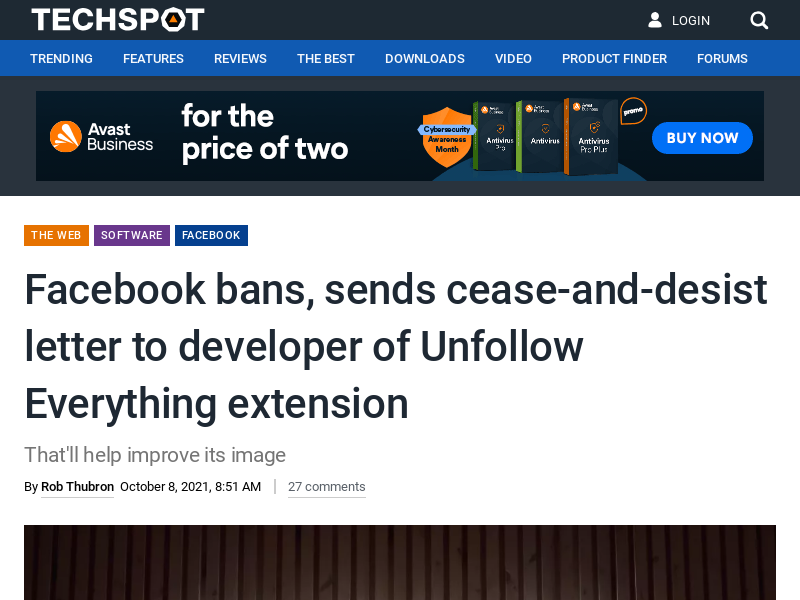 TECHSPOT
LOGIN
TRENDING FEATURES REVIEWS THE BEST DOWNLOADS VIDEO PRODUCT FINDER FORUMS
Avast
Business
for the
price of two
Cybersecurity
Awareness
Month
Avast
Business
Antivirus
Pro
Avast
Business
Antivirus
Avast
Business
Antivirus
Pro Plus
promo
BUY NOW
THE WEB SOFTWARE FACEBOOK
Facebook bans, sends cease-and-desist
letter to developer of Unfollow
Everything extension
That'll help improve its image
By Rob Thubron October 8, 2021, 8:51 AM 27 comments